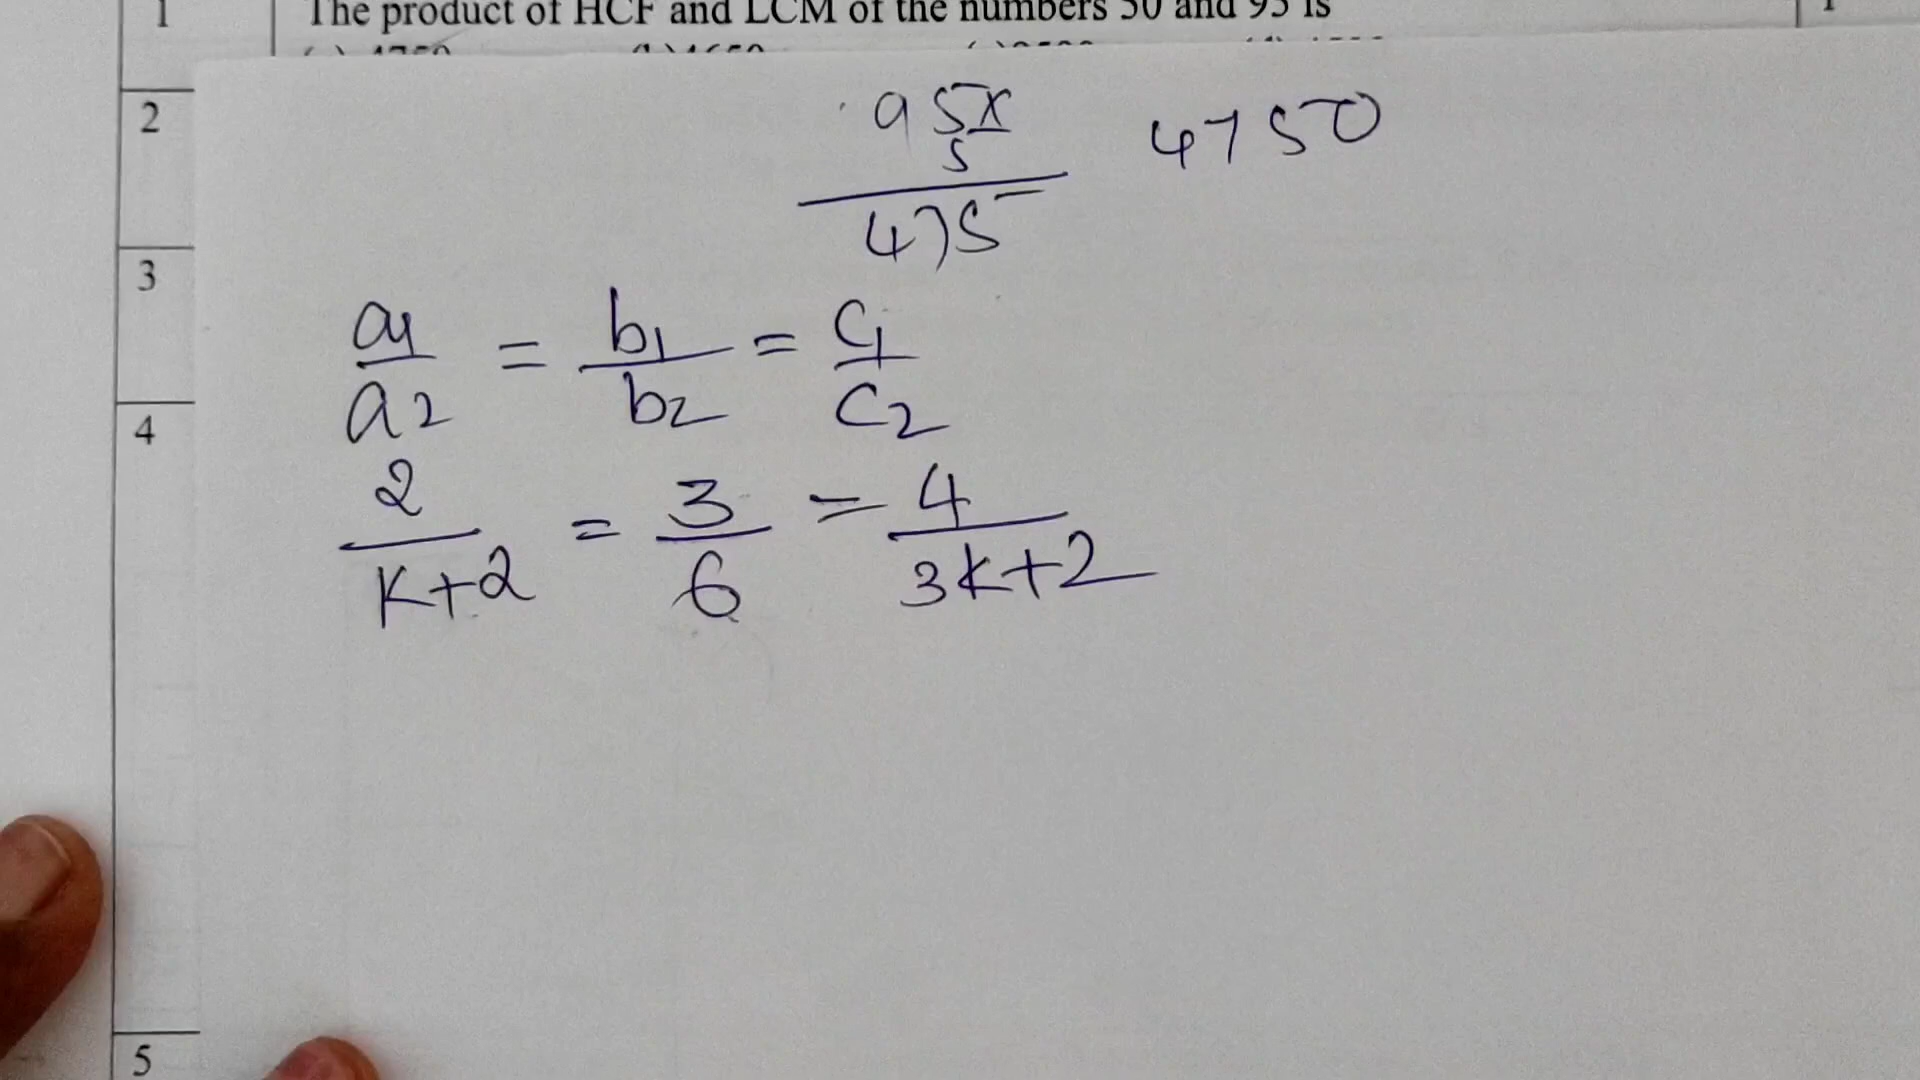 1 The product of HCF and LCM of the numbers 50 and 95 is 1
2
95x 4750
5
475
3
a1/a2 = b1/b2 = c1/c2
4
2/K+2 = 3/6 = 4/3K+2
5